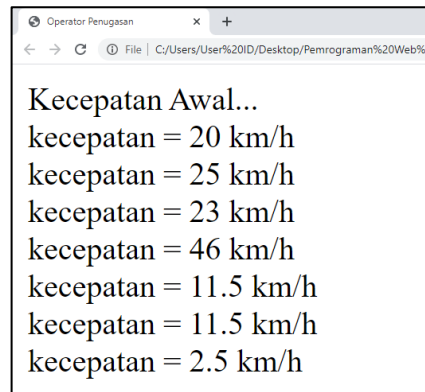 Operator Penugasan
File | C:/Users/User%20ID/Desktop/Pemrograman%20Web%
Kecepatan Awal...
kecepatan = 20 km/h
kecepatan = 25 km/h
kecepatan = 23 km/h
kecepatan = 46 km/h
kecepatan = 11.5 km/h
kecepatan = 11.5 km/h
kecepatan = 2.5 km/h